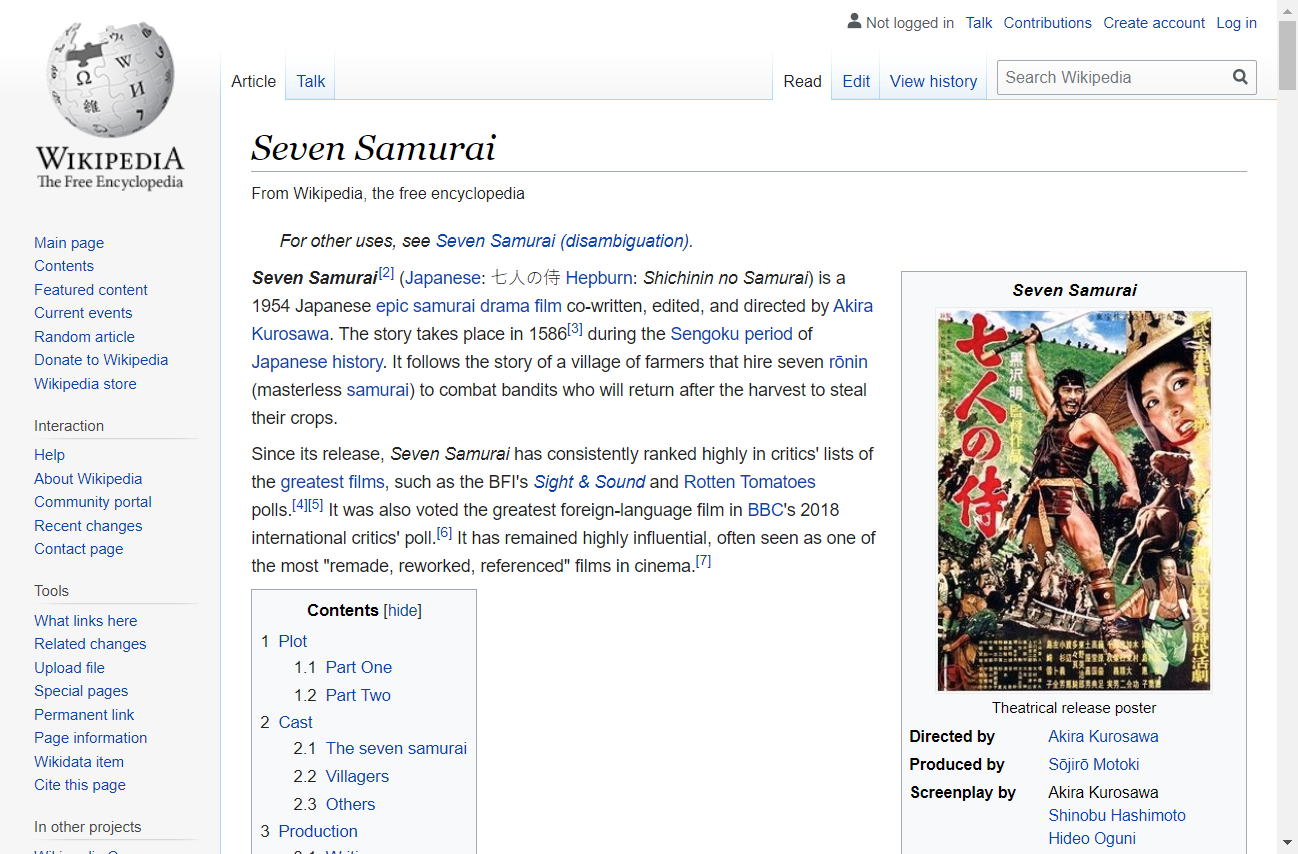 Not logged in Talk Contributions Create account Log in
Article Talk Read Edit View history Search Wikipedia
WIKIPEDIA
The Free Encyclopedia
Main page
Contents
Featured content
Current events
Random article
Donate to Wikipedia
Wikipedia store
Interaction
Help
About Wikipedia
Community portal
Recent changes
Contact page
Tools
What links here
Related changes
Upload file
Special pages
Permanent link
Page information
Wikidata item
Cite this page
In other projects
Seven Samurai
From Wikipedia, the free encyclopedia
For other uses, see Seven Samurai (disambiguation).
Seven Samurai[2] (Japanese: 七人の侍 Hepburn: Shichinin no Samurai) is a
1954 Japanese epic samurai drama film co-written, edited, and directed by Akira
Kurosawa. The story takes place in 1586[3] during the Sengoku period of
Japanese history. It follows the story of a village of farmers that hire seven rōnin
(masterless samurai) to combat bandits who will return after the harvest to steal
their crops.
Since its release, Seven Samurai has consistently ranked highly in critics' lists of
the greatest films, such as the BFI's Sight & Sound and Rotten Tomatoes
polls.[4][5] It was also voted the greatest foreign-language film in BBC's 2018
international critics' poll.[6] It has remained highly influential, often seen as one of
the most "remade, reworked, referenced" films in cinema.[7]
Contents [hide]
1 Plot
1.1 Part One
1.2 Part Two
2 Cast
2.1 The seven samurai
2.2 Villagers
2.3 Others
3 Production
Seven Samurai
七人の侍
黒沢明監督作品
Theatrical release poster
Directed by Akira Kurosawa
Produced by Sōjirō Motoki
Screenplay by Akira Kurosawa
Shinobu Hashimoto
Hideo Oguni